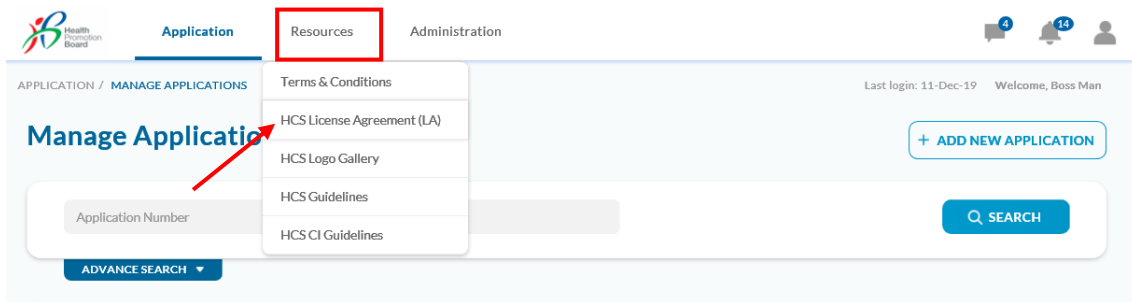 Health
Promotion
Board
Application
Resources
Administration
4
14
APPLICATION / MANAGE APPLICATIONS
Last login: 11-Dec-19 Welcome, Boss Man
Terms & Conditions
HCS License Agreement (LA)
HCS Logo Gallery
HCS Guidelines
HCS CI Guidelines
Manage Applicatio
+ ADD NEW APPLICATION
Application Number
SEARCH
ADVANCE SEARCH